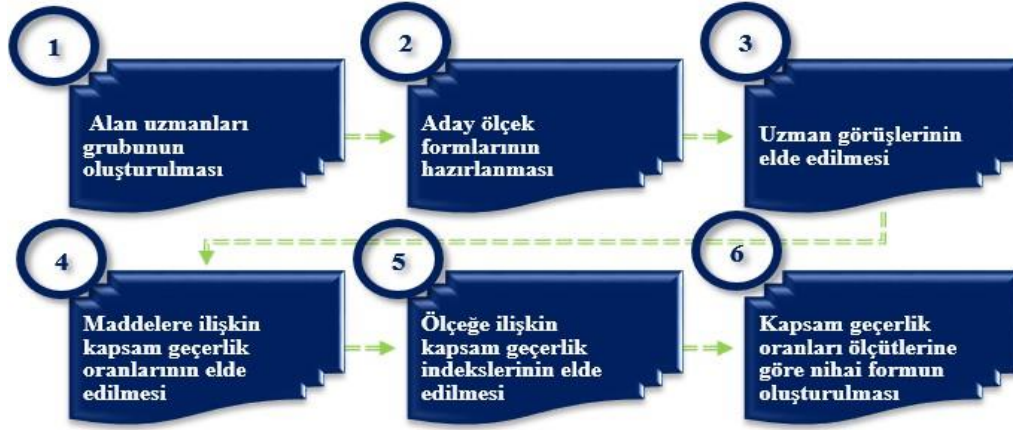 1
Alan uzmanları
grubunun
oluşturulması
2
Aday ölçek
formlarının
hazırlanması
3
Uzman görüşlerinin
elde edilmesi
4
Maddelere ilişkin
kapsam geçerlik
oranlarının elde
edilmesi
5
Ölçeğe ilişkin
kapsam geçerlik
indekslerinin elde
edilmesi
6
Kapsam geçerlik
oranları ölçütlerine
göre nihai formun
oluşturulması